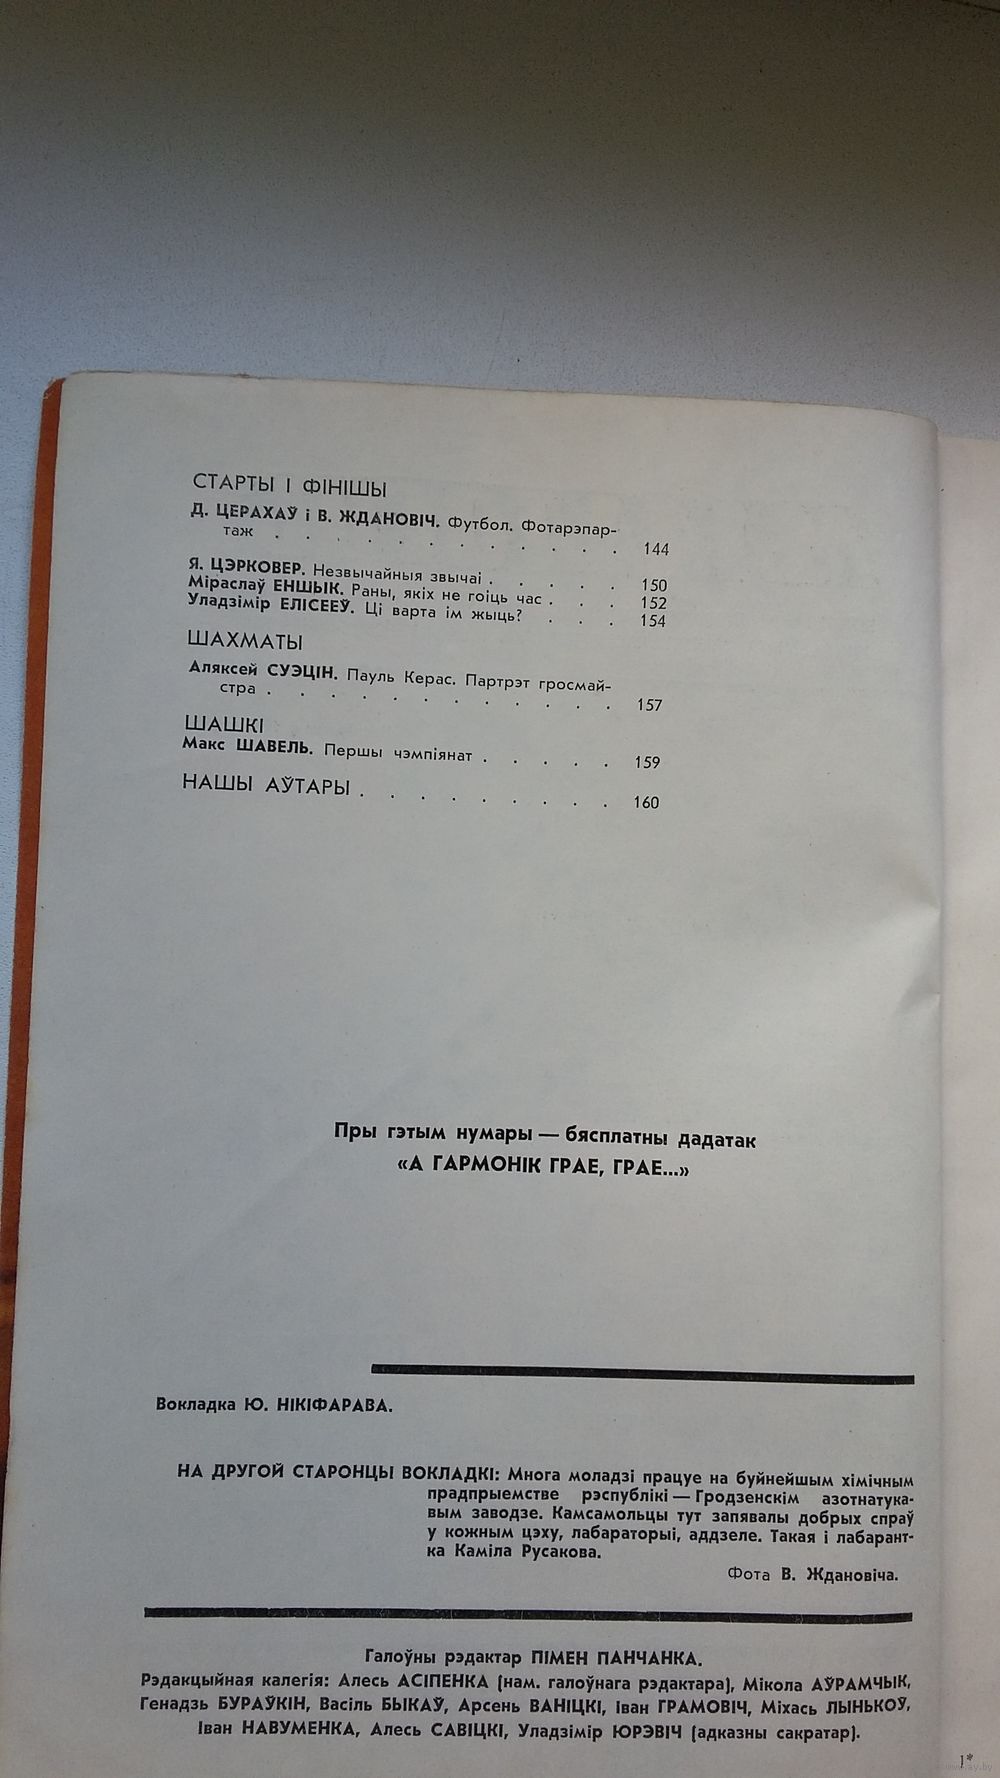 СТАРТЫ І ФІНІШЫ
Д. ЦЕРАХАЎ і В. ЖДАНОВІЧ. Футбол. Фотарэпар-
таж . . . . . . . . . . . . 144
Я. ЦЭРКОВЕР. Незвычайныя звычаі . . . . . 150
Міраслаў ЕНШЫК. Раны, якіх не гоіць час . . . 152
Уладзімір ЕЛІСЕЕЎ. Ці варта ім жыць? . . . 154
ШАХМАТЫ
Аляксей СУЭЦІН. Пауль Керас. Партрэт гросмай-
стра . . . . . . . . . . . . 157
ШАШКІ
Макс ШАВЕЛЬ. Першы чэмпіянат . . . . . 159
НАШЫ АЎТАРЫ . . . . . . . . . 160
Пры гэтым нумары — бясплатны дадатак
«А ГАРМОНІК ГРАЕ, ГРАЕ...»
Вокладка Ю. НІКІФАРАВА.
НА ДРУГОЙ СТАРОНЦЫ ВОКЛАДКІ: Многа моладзі працуе на буйнейшым хімічным
прадпрыемстве рэспублікі — Гродзенскім азотнатука-
вым заводзе. Камсамольцы тут запявалы добрых спраў
у кожным цэху, лабараторыі, аддзеле. Такая і лабарант-
ка Каміла Русакова.
Фота В. Ждановіча.
Галоўны рэдактар ПІМЕН ПАНЧАНКА.
Рэдакцыйная калегія: Алесь АСІПЕНКА (нам. галоўнага рэдактара), Мікола АЎРАМЧЫК,
Генадзь БУРАЎКІН, Васіль БЫКАЎ, Арсень ВАНІЦКІ, Іван ГРАМОВІЧ, Міхась ЛЫНЬКОЎ,
Іван НАВУМЕНКА, Алесь САВІЦКІ, Уладзімір ЮРЭВІЧ (адказны сакратар).
1*
www.ay.by